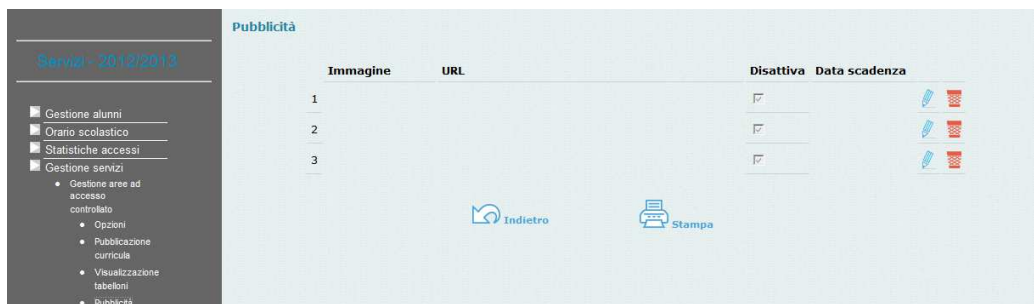 Pubblicità
Servizi - 2012/2013
Immagine URL Disattiva Data scadenza
1
2
3
Gestione alunni
Orario scolastico
Statistiche accessi
Gestione servizi
Gestione aree ad
accesso
controllato
Opzioni
Pubblicazione
curricula
Visualizzazione
tabelloni
Pubblicità
Indietro
Stampa